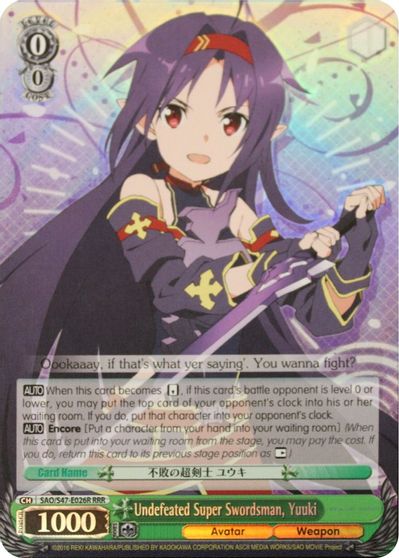 LEVEL
0
0
COST
Oookaaay, if that's what yer sayin'. You wanna fight?
AUTO When this card becomes [ ], if this card's battle opponent is level 0 or
lower, you may put the top card of your opponent's clock into his or her
waiting room. If you do, put that character into your opponent's clock.
AUTO Encore [Put a character from your hand into your waiting room] (When
this card is put into your waiting room from the stage, you may pay the cost. If
you do, return this card to its previous stage position as [ ])
Card Name 不敗の超剣士 ユウキ
CH SAO/S47-E026R RRR
Undefeated Super Swordsman, Yuuki
POWER 1000
Avatar Weapon
©2016 REKI KAWAHARA/PUBLISHED BY KADOKAWA CORPORATION ASCII MEDIA WORKS/SAO MOVIE Project